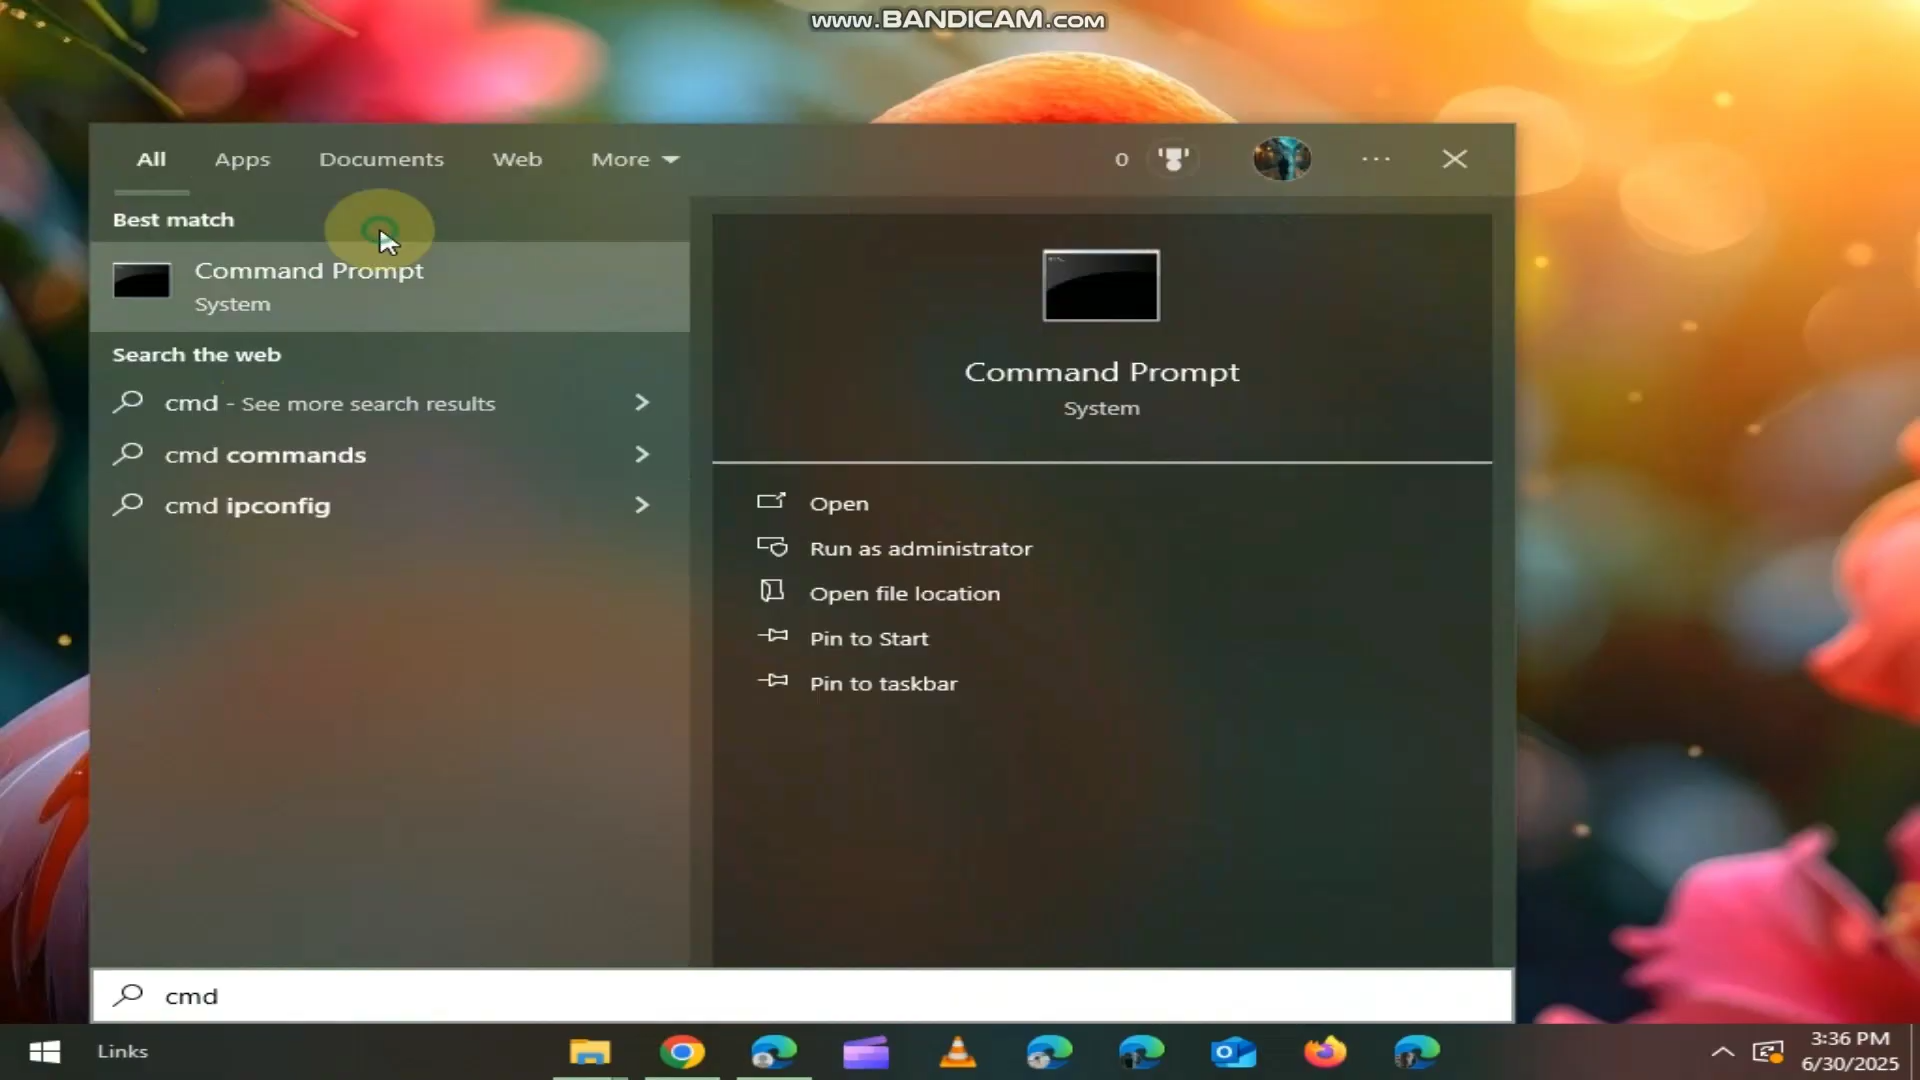 www.BANDICAM.com
All Apps Documents Web More 0 ...
Best match
Command Prompt
System
Search the web
cmd - See more search results
cmd commands
cmd ipconfig
Command Prompt
System
Open
Run as administrator
Open file location
Pin to Start
Pin to taskbar
cmd
Links
3:36 PM
6/30/2025